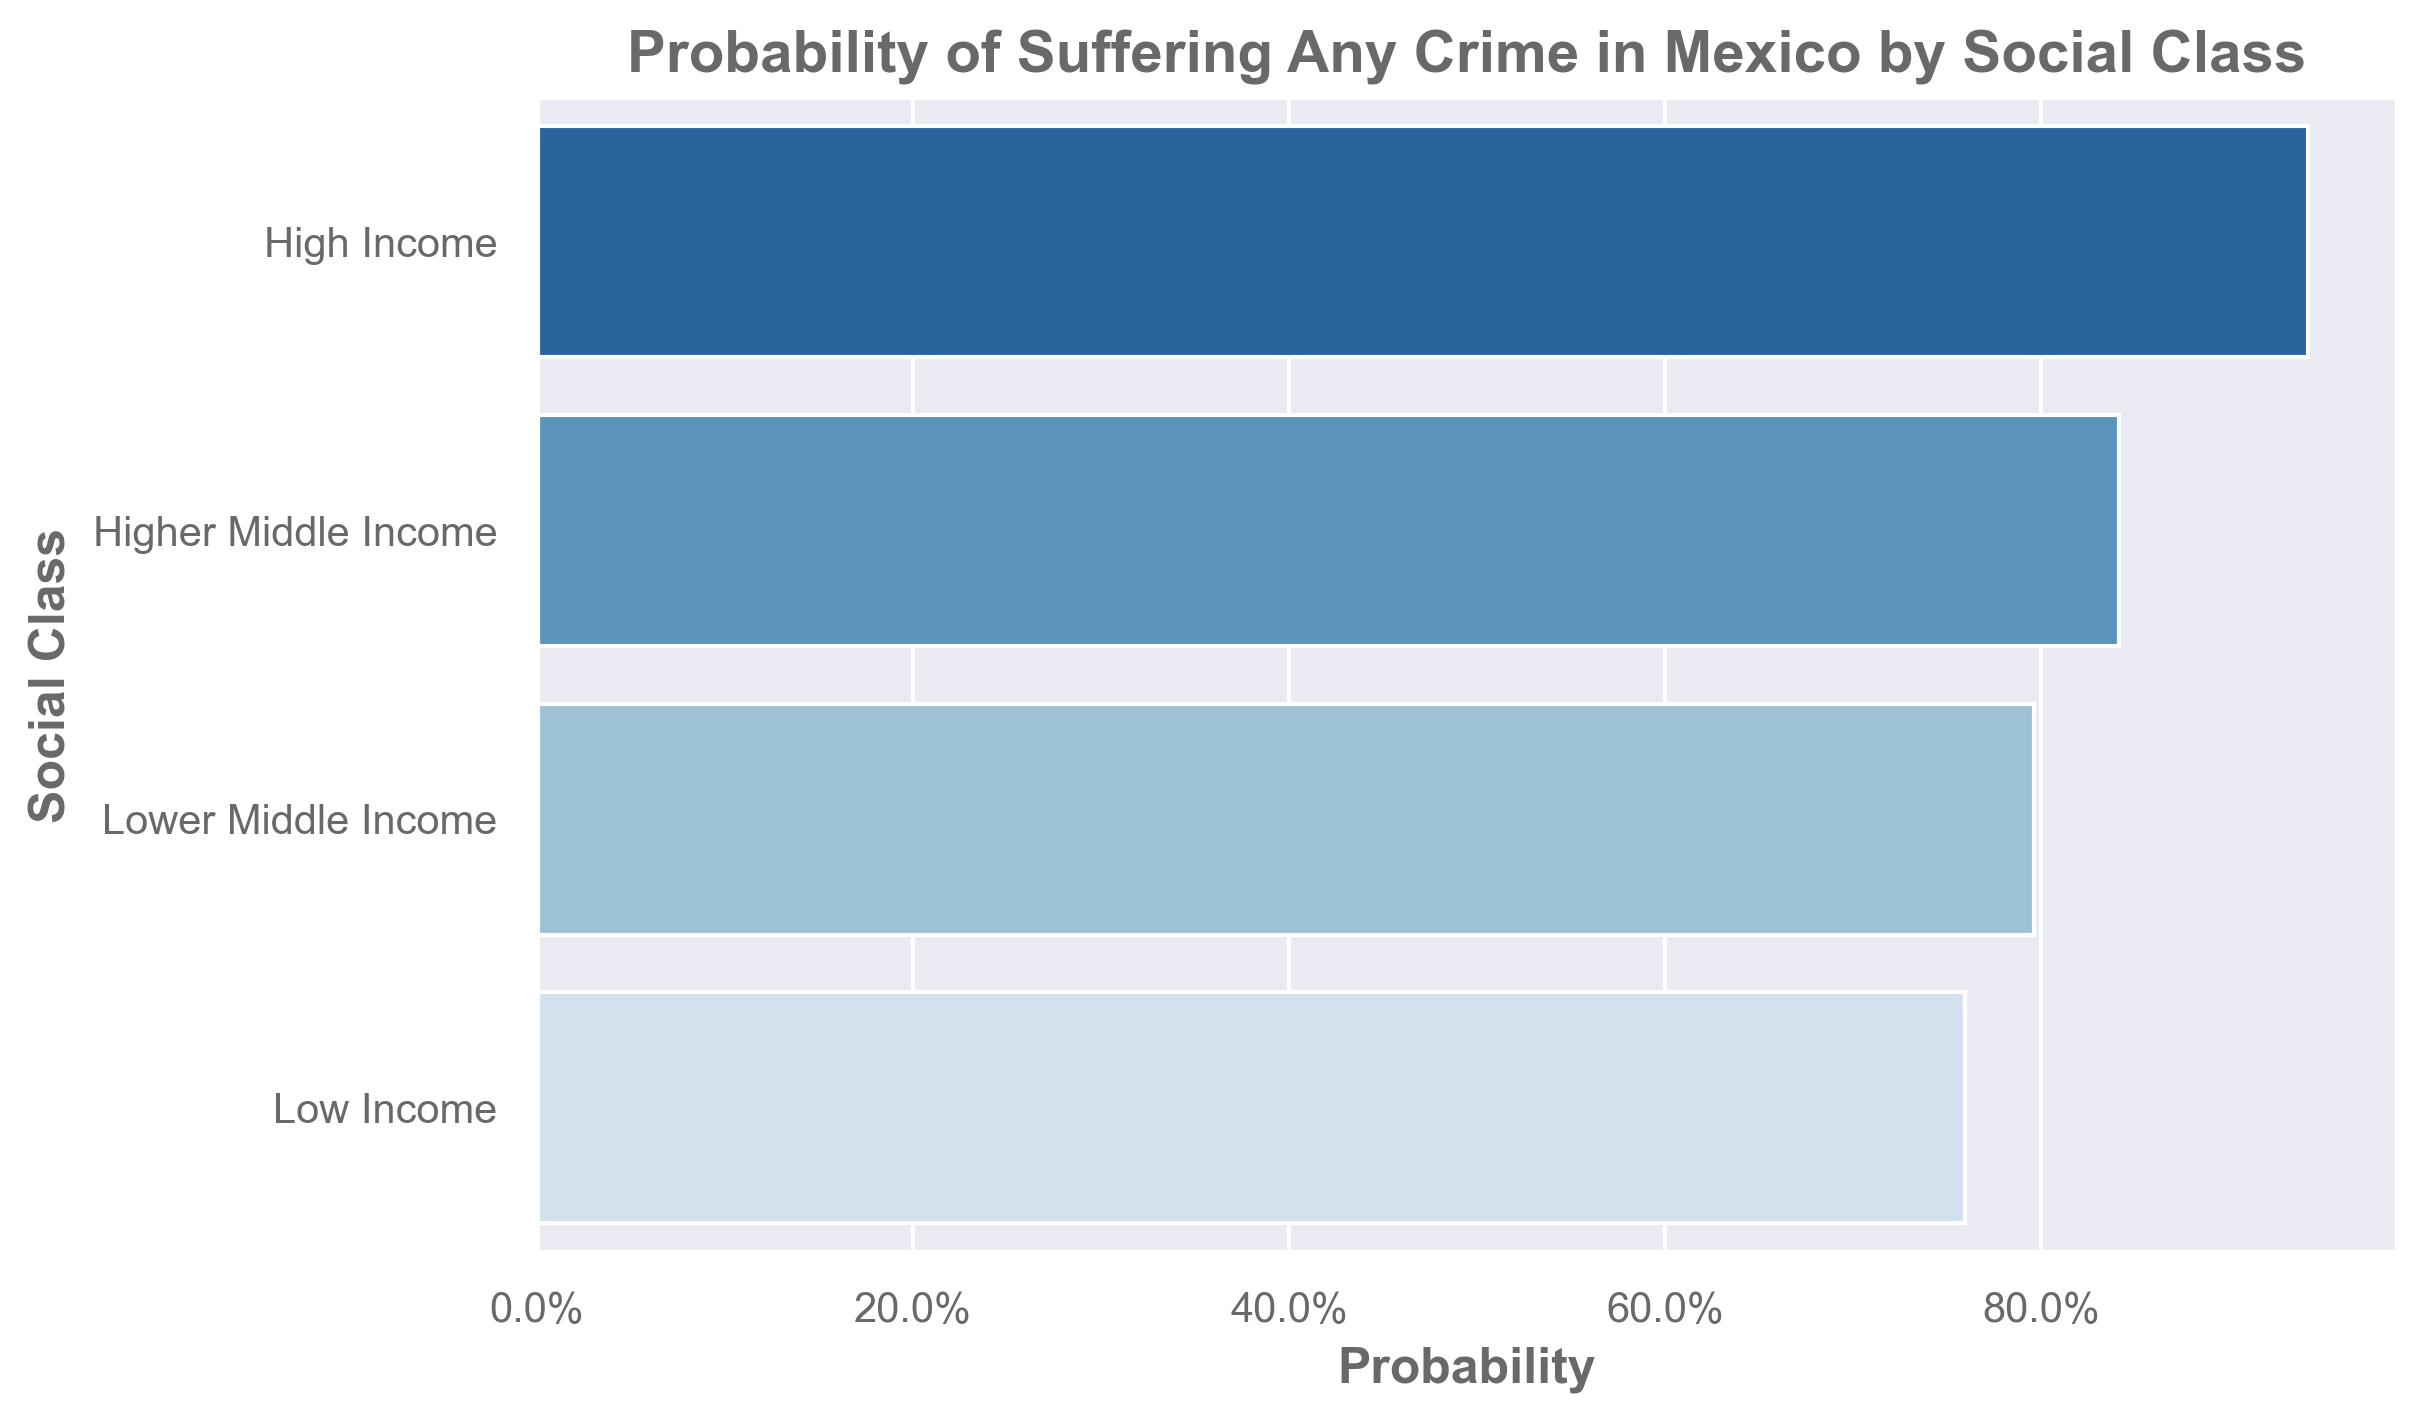 Probability of Suffering Any Crime in Mexico by Social Class
Social Class
High Income
Higher Middle Income
Lower Middle Income
Low Income
0.0% 20.0% 40.0% 60.0% 80.0%
Probability